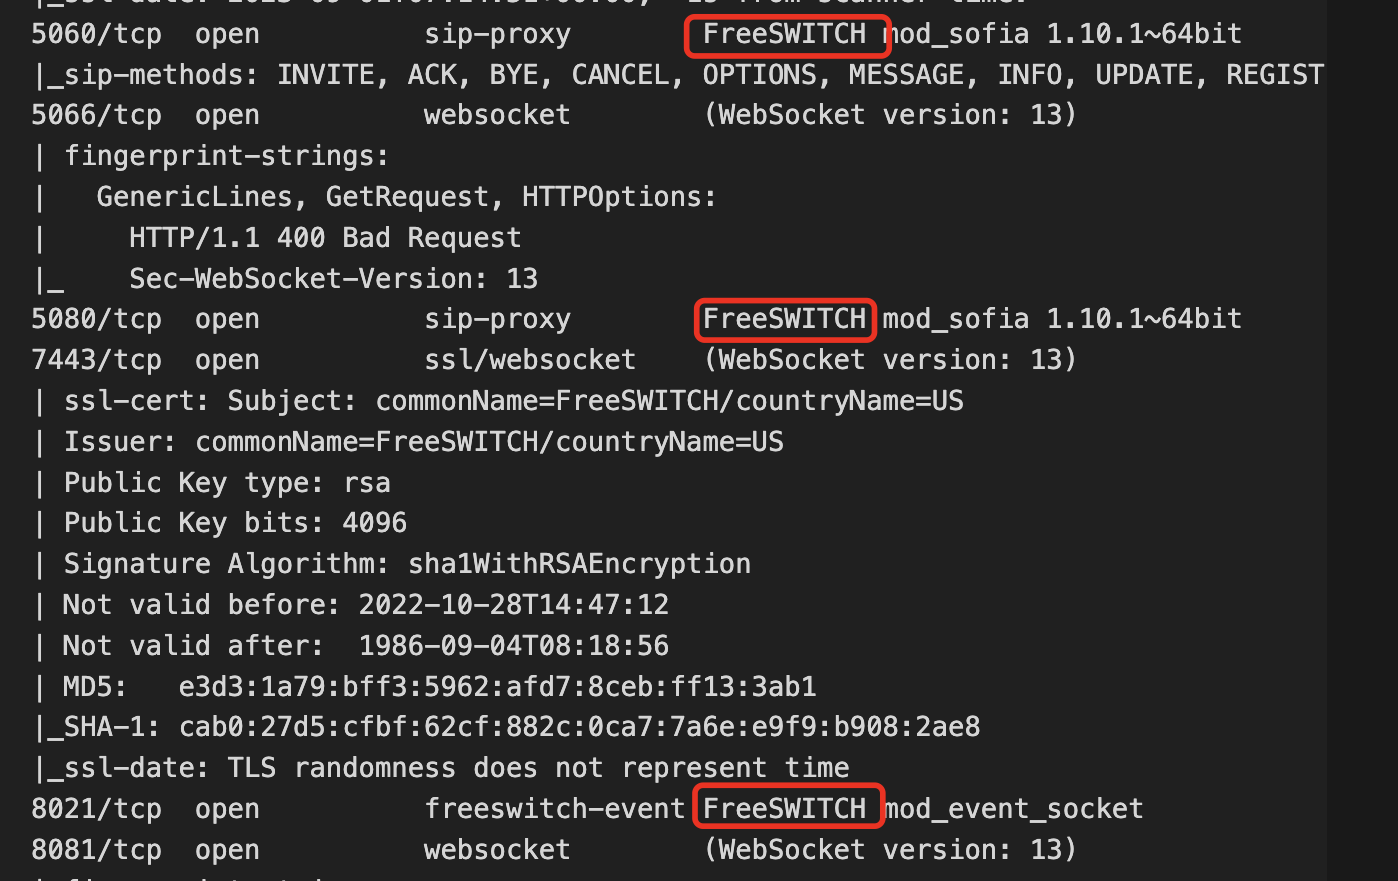 5060/tcp  open          sip-proxy        FreeSWITCH mod_sofia 1.10.1~64bit
|_sip-methods: INVITE, ACK, BYE, CANCEL, OPTIONS, MESSAGE, INFO, UPDATE, REGIST
5066/tcp  open          websocket        (WebSocket version: 13)
| fingerprint-strings:
|   GenericLines, GetRequest, HTTPOptions:
|     HTTP/1.1 400 Bad Request
|_    Sec-WebSocket-Version: 13
5080/tcp  open          sip-proxy        FreeSWITCH mod_sofia 1.10.1~64bit
7443/tcp  open          ssl/websocket    (WebSocket version: 13)
| ssl-cert: Subject: commonName=FreeSWITCH/countryName=US
| Issuer: commonName=FreeSWITCH/countryName=US
| Public Key type: rsa
| Public Key bits: 4096
| Signature Algorithm: sha1WithRSAEncryption
| Not valid before: 2022-10-28T14:47:12
| Not valid after:  1986-09-04T08:18:56
| MD5:   e3d3:1a79:bff3:5962:afd7:8ceb:ff13:3ab1
|_SHA-1: cab0:27d5:cfbf:62cf:882c:0ca7:7a6e:e9f9:b908:2ae8
|_ssl-date: TLS randomness does not represent time
8021/tcp  open          freeswitch-event FreeSWITCH mod_event_socket
8081/tcp  open          websocket        (WebSocket version: 13)